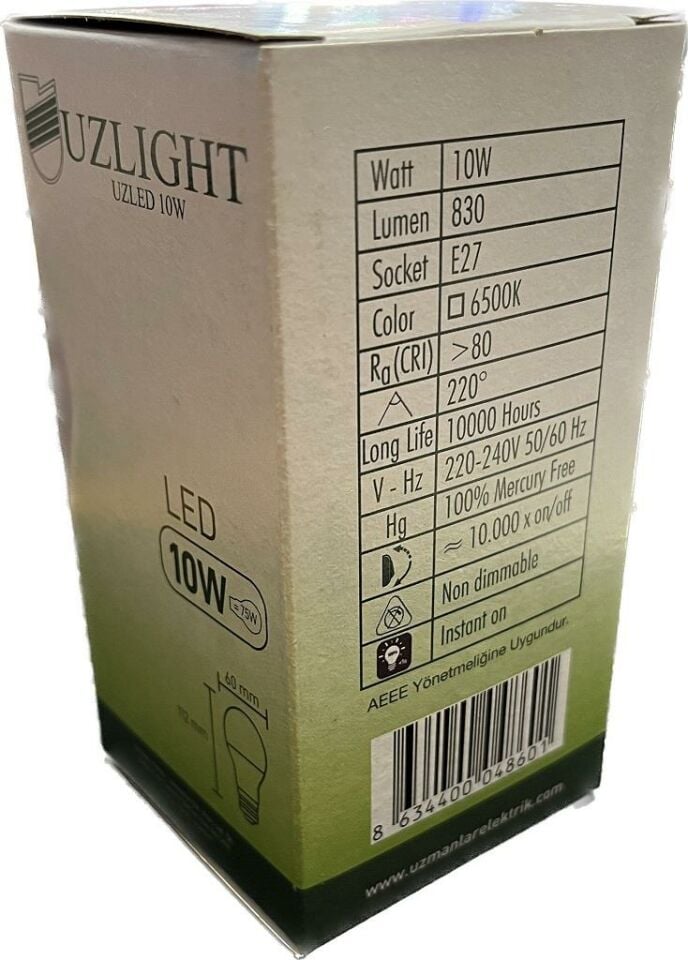 UZLIGHT
UZLED 10W
LED
10W =75W
60 mm
112 mm
Watt 10W
Lumen 830
Socket E27
Color 6500K
Ra(CRI) >80
220°
Long Life 10000 Hours
V - Hz 220-240V 50/60 Hz
Hg 100% Mercury Free
≈ 10.000 x on/off
Non dimmable
Instant on
AEEE Yönetmeliğine Uygundur.
8 634400 048601
www.uzmanlarelektrik.com